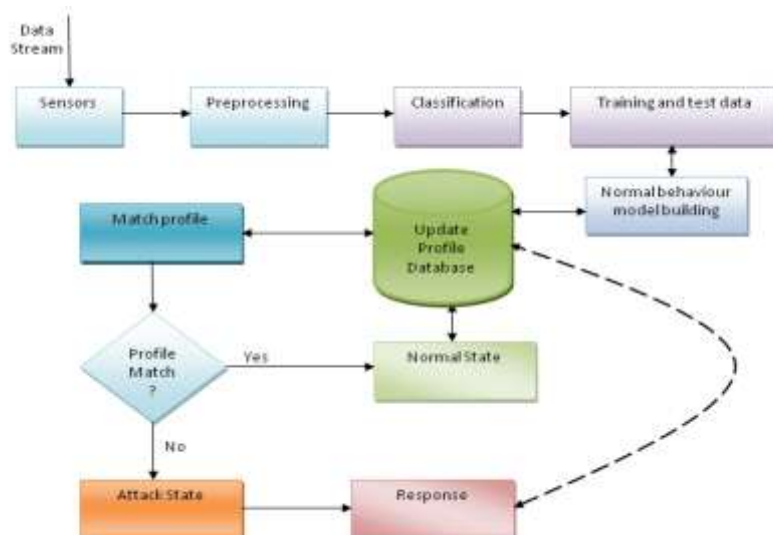 Data
Stream
Sensors
Preprocessing
Classification
Training and test data
Normal behaviour
model building
Match profile
Update
Profile
Database
Profile
Match
?
Yes
Normal State
No
Attack State
Response